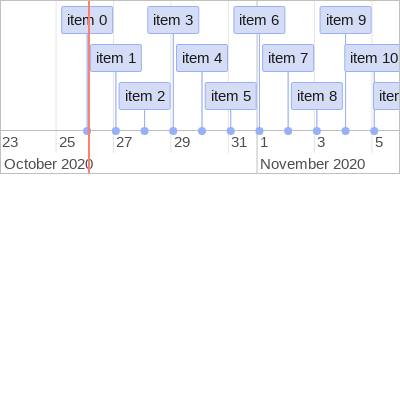 item 0 item 3 item 6 item 9
item 1 item 4 item 7 item 10
item 2 item 5 item 8
23 25 27 29 31 1 3 5
October 2020 November 2020